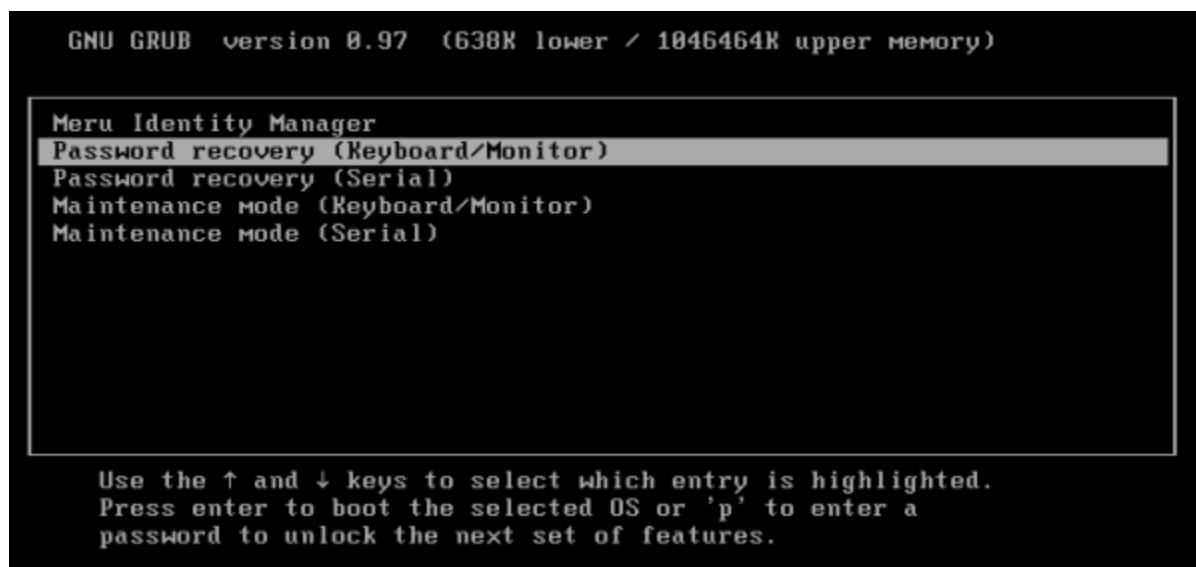 GNU GRUB version 0.97 (638K lower / 1046464K upper memory)
Meru Identity Manager
Password recovery (Keyboard/Monitor)
Password recovery (Serial)
Maintenance mode (Keyboard/Monitor)
Maintenance mode (Serial)
Use the ↑ and ↓ keys to select which entry is highlighted.
Press enter to boot the selected OS or 'p' to enter a
password to unlock the next set of features.